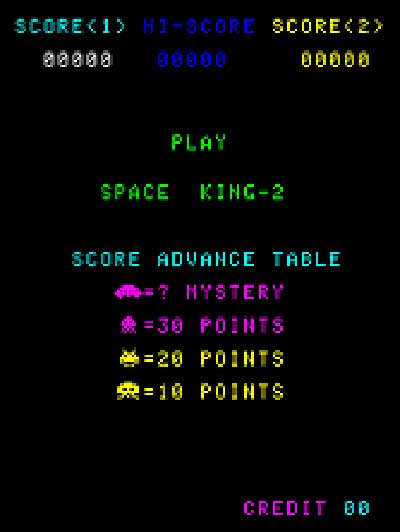 SCORE<1> HI-SCORE SCORE<2>
00000 00000 00000
PLAY
SPACE KING-2
SCORE ADVANCE TABLE
=? MYSTERY
=30 POINTS
=20 POINTS
=10 POINTS
CREDIT 00